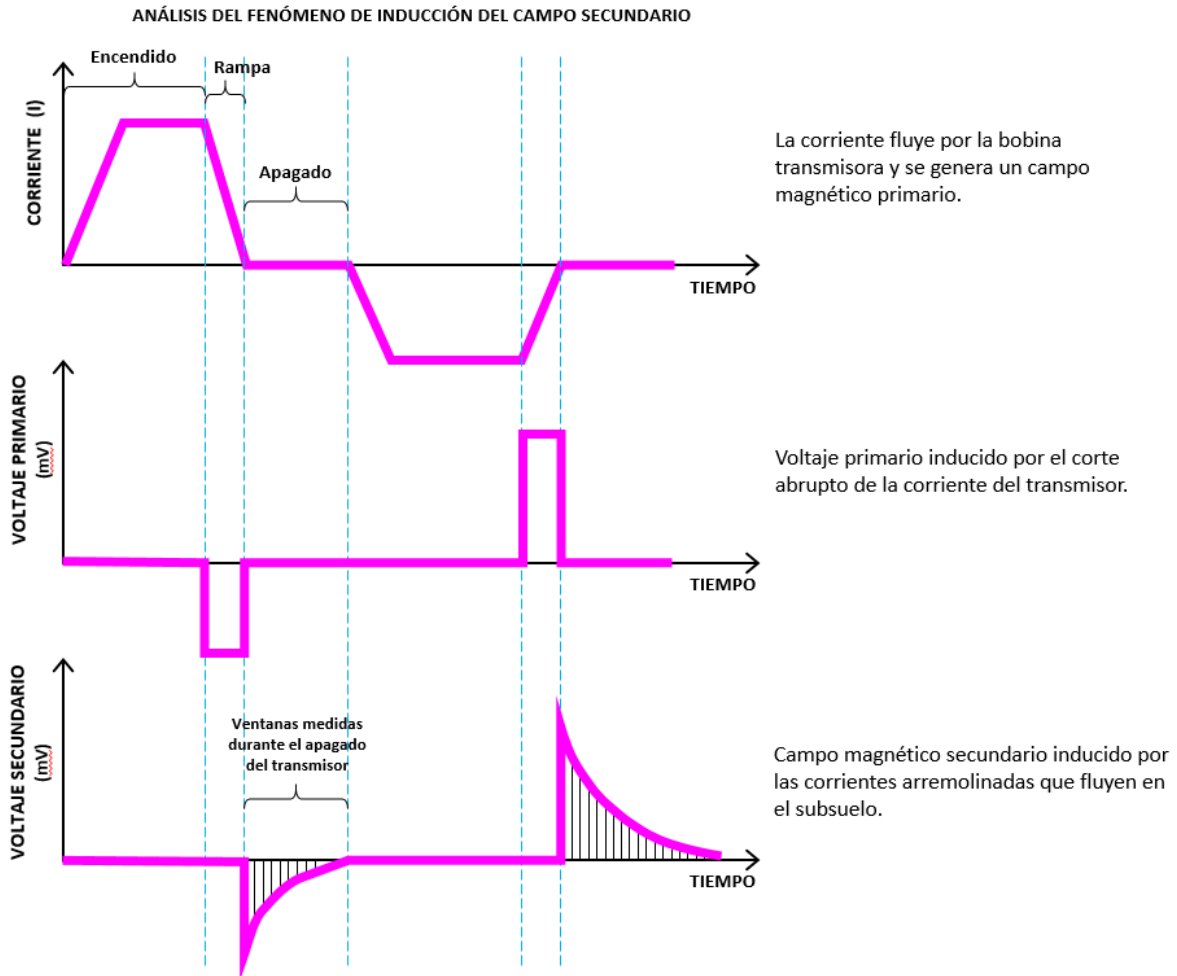 ANÁLISIS DEL FENÓMENO DE INDUCCIÓN DEL CAMPO SECUNDARIO
Encendido
Rampa
Apagado
CORRIENTE (I)
TIEMPO
La corriente fluye por la bobina
transmisora y se genera un campo
magnético primario.
VOLTAJE PRIMARIO
(mV)
TIEMPO
Voltaje primario inducido por el corte
abrupto de la corriente del transmisor.
VOLTAJE SECUNDARIO
(mV)
Ventanas medidas
durante el apagado
del transmisor
TIEMPO
Campo magnético secundario inducido por
las corrientes arremolinadas que fluyen en
el subsuelo.